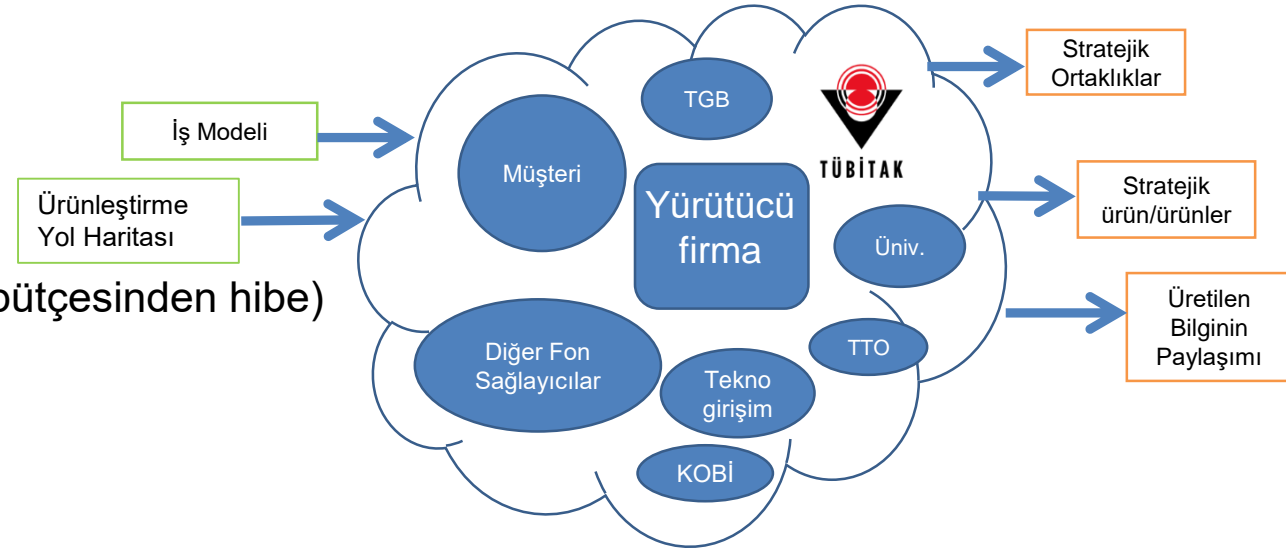 İş Modeli
Ürünleştirme
Yol Haritası
bütçesinden hibe)
TGB
TÜBİTAK
Müşteri
Yürütücü
firma
Üniv.
TTO
Diğer Fon
Sağlayıcılar
Tekno
girişim
KOBİ
Stratejik
Ortaklıklar
Stratejik
ürün/ürünler
Üretilen
Bilginin
Paylaşımı